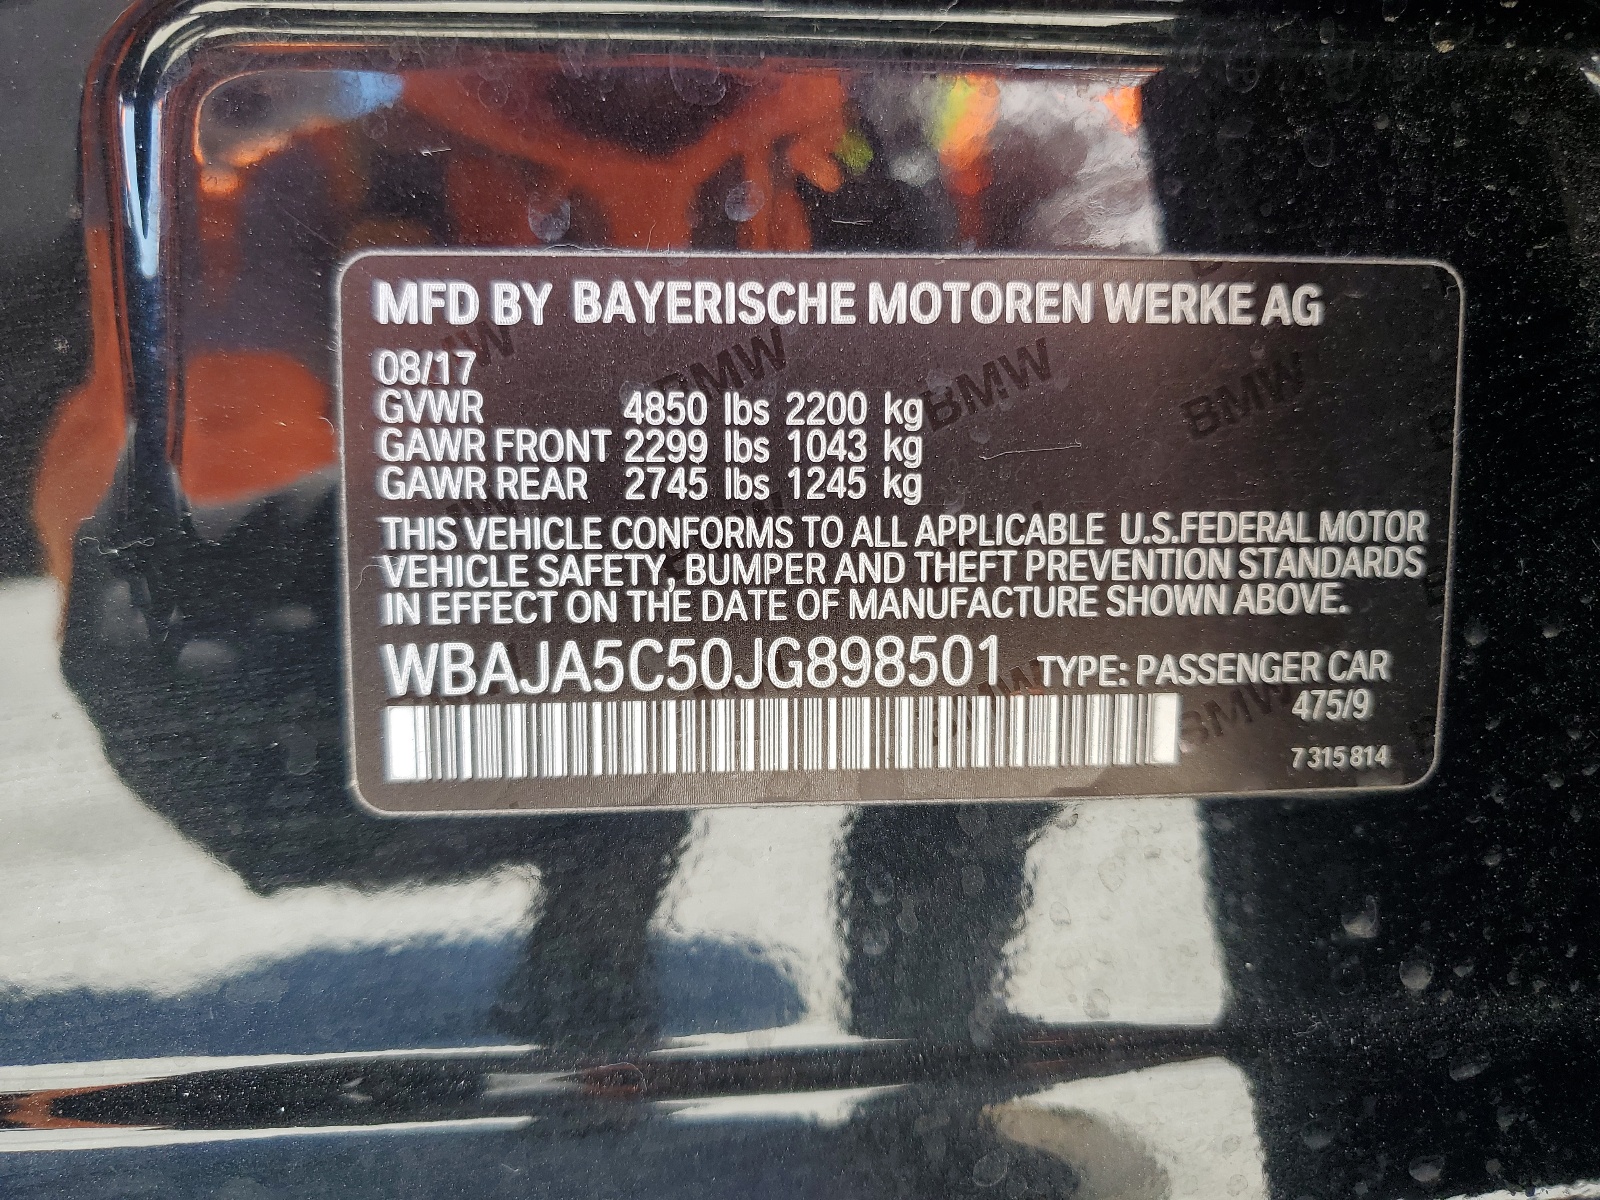 MFD BY BAYERISCHE MOTOREN WERKE AG
08/17
GVWR 4850 lbs 2200 kg
GAWR FRONT 2299 lbs 1043 kg
GAWR REAR 2745 lbs 1245 kg
THIS VEHICLE CONFORMS TO ALL APPLICABLE U.S.FEDERAL MOTOR
VEHICLE SAFETY, BUMPER AND THEFT PREVENTION STANDARDS
IN EFFECT ON THE DATE OF MANUFACTURE SHOWN ABOVE.
WBAJA5C50JG898501 TYPE: PASSENGER CAR
475/9
7 315 814
BMW BMW BMW